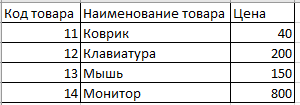 Код товара Наименование товара Цена
11 Коврик 40
12 Клавиатура 200
13 Мышь 150
14 Монитор 800